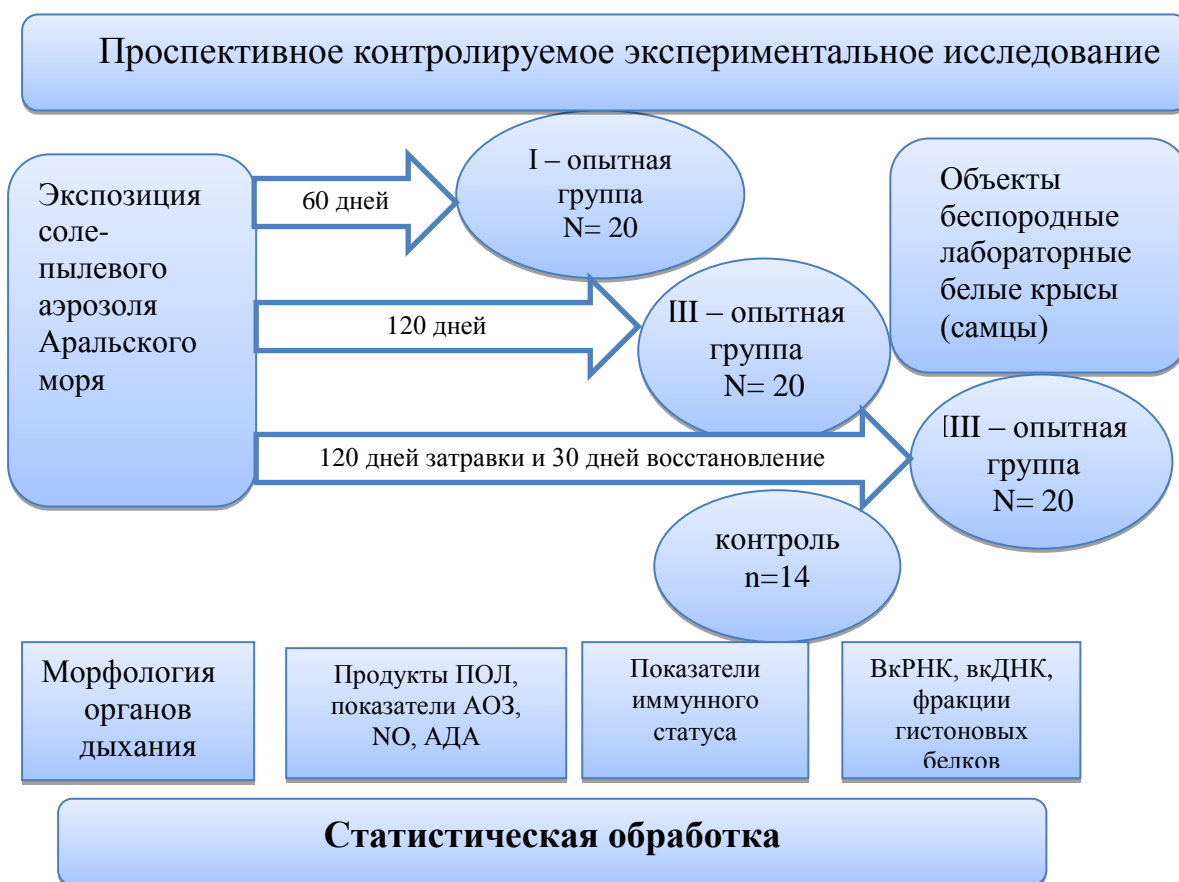 Проспективное контролируемое экспериментальное исследование
Экспозиция
соле-
пылевого
аэрозоля
Аральского
моря
60 дней
I – опытная
группа
N= 20
120 дней
III – опытная
группа
N= 20
120 дней затравки и 30 дней восстановление
III – опытная
группа
N= 20
Объекты
беспородные
лабораторные
белые крысы
(самцы)
контроль
n=14
Морфология
органов
дыхания
Продукты ПОЛ,
показатели АОЗ,
NO, АДА
Показатели
иммунного
статуса
ВкРНК, вкДНК,
фракции
гистоновых
белков
Статистическая обработка